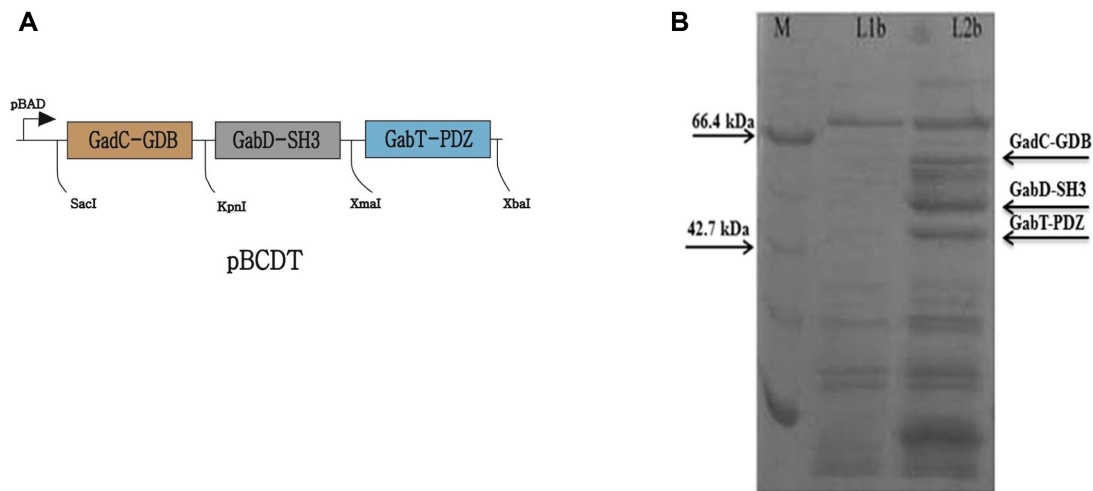 A
pBAD
GadC-GDB
GabD-SH3
GabT-PDZ
SacI
KpnI
XmaI
XbaI
pBCDT
B
M L1b L2b
66.4 kDa
42.7 kDa
GadC-GDB
GabD-SH3
GabT-PDZ